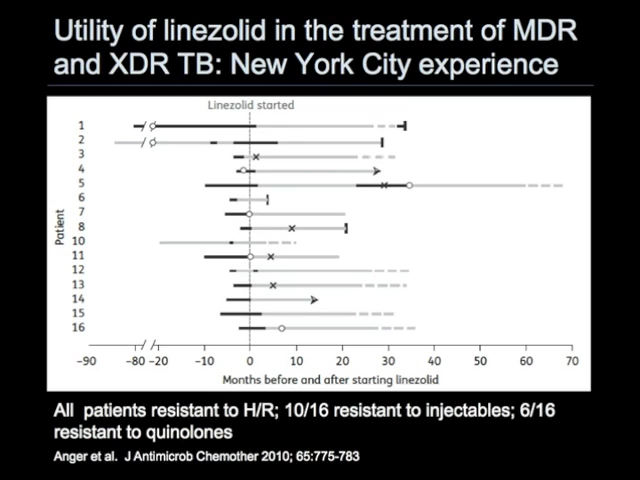 Utility of linezolid in the treatment of MDR
and XDR TB: New York City experience
Linezolid started
Patient
1
2
3
4
5
6
7
8
10
11
12
13
14
15
16
−90 −80 −20 −10 0 10 20 30 40 50 60 70
Months before and after starting linezolid
All patients resistant to H/R; 10/16 resistant to injectables; 6/16
resistant to quinolones
Anger et al. J Antimicrob Chemother 2010; 65:775-783